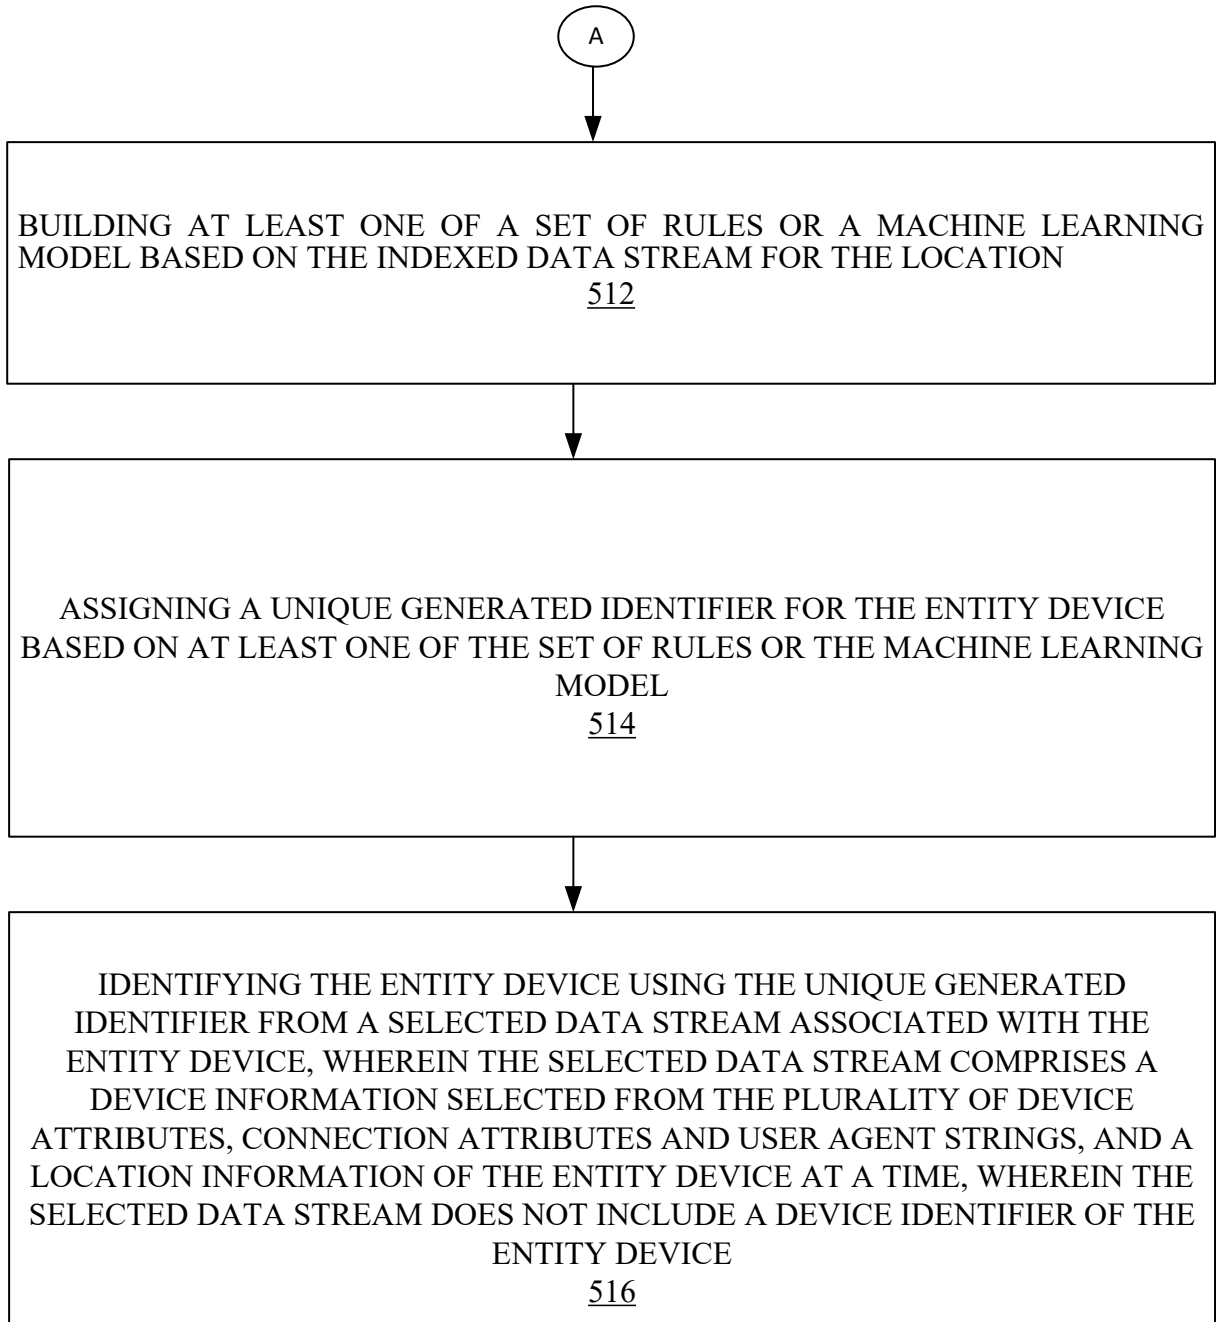 A
BUILDING AT LEAST ONE OF A SET OF RULES OR A MACHINE LEARNING
MODEL BASED ON THE INDEXED DATA STREAM FOR THE LOCATION
512
ASSIGNING A UNIQUE GENERATED IDENTIFIER FOR THE ENTITY DEVICE
BASED ON AT LEAST ONE OF THE SET OF RULES OR THE MACHINE LEARNING
MODEL
514
IDENTIFYING THE ENTITY DEVICE USING THE UNIQUE GENERATED
IDENTIFIER FROM A SELECTED DATA STREAM ASSOCIATED WITH THE
ENTITY DEVICE, WHEREIN THE SELECTED DATA STREAM COMPRISES A
DEVICE INFORMATION SELECTED FROM THE PLURALITY OF DEVICE
ATTRIBUTES, CONNECTION ATTRIBUTES AND USER AGENT STRINGS, AND A
LOCATION INFORMATION OF THE ENTITY DEVICE AT A TIME, WHEREIN THE
SELECTED DATA STREAM DOES NOT INCLUDE A DEVICE IDENTIFIER OF THE
ENTITY DEVICE
516